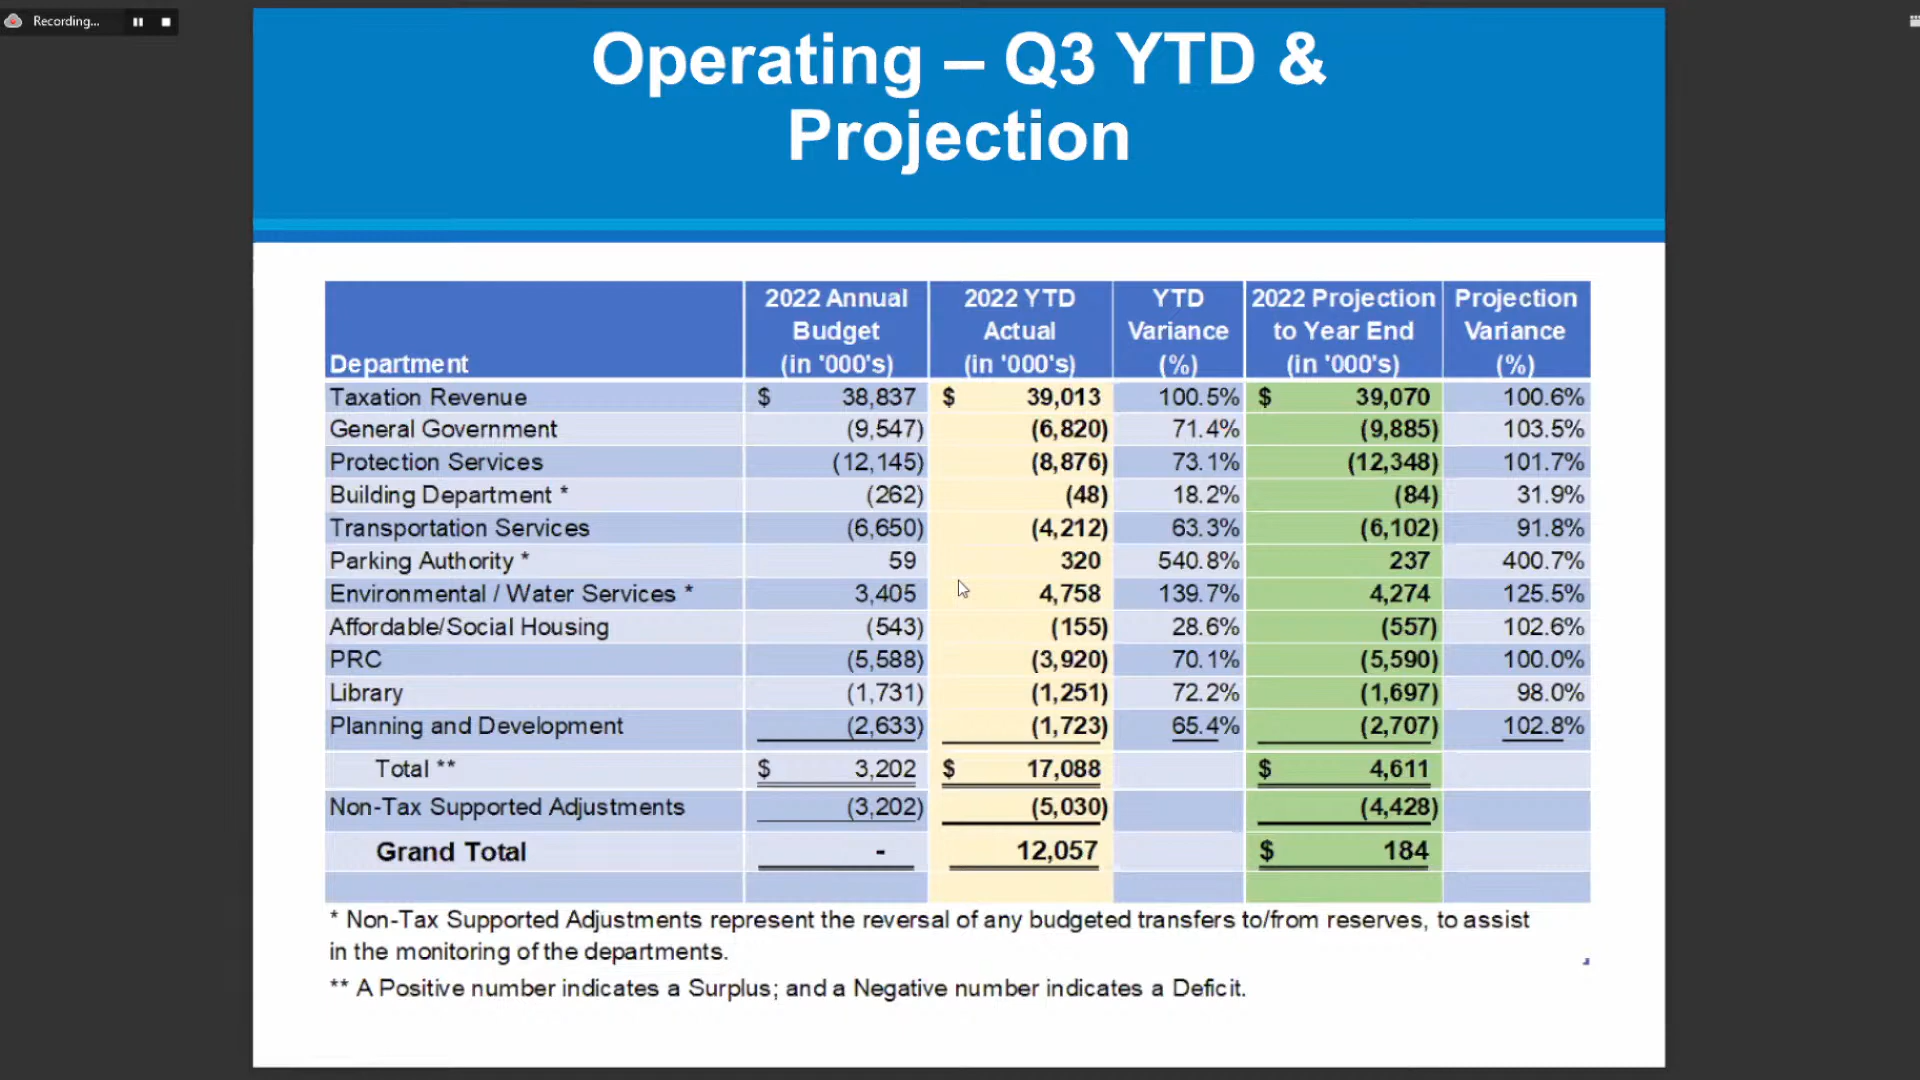 Recording...
Operating – Q3 YTD &
Projection
Department 2022 Annual Budget (in '000's) 2022 YTD Actual (in '000's) YTD Variance (%) 2022 Projection to Year End (in '000's) Projection Variance (%)
Taxation Revenue $ 38,837 $ 39,013 100.5% $ 39,070 100.6%
General Government (9,547) (6,820) 71.4% (9,885) 103.5%
Protection Services (12,145) (8,876) 73.1% (12,348) 101.7%
Building Department * (262) (48) 18.2% (84) 31.9%
Transportation Services (6,650) (4,212) 63.3% (6,102) 91.8%
Parking Authority * 59 320 540.8% 237 400.7%
Environmental / Water Services * 3,405 4,758 139.7% 4,274 125.5%
Affordable/Social Housing (543) (155) 28.6% (557) 102.6%
PRC (5,588) (3,920) 70.1% (5,590) 100.0%
Library (1,731) (1,251) 72.2% (1,697) 98.0%
Planning and Development (2,633) (1,723) 65.4% (2,707) 102.8%
Total ** $ 3,202 $ 17,088 $ 4,611
Non-Tax Supported Adjustments (3,202) (5,030) (4,428)
Grand Total - 12,057 $ 184
* Non-Tax Supported Adjustments represent the reversal of any budgeted transfers to/from reserves, to assist
in the monitoring of the departments.
** A Positive number indicates a Surplus; and a Negative number indicates a Deficit.